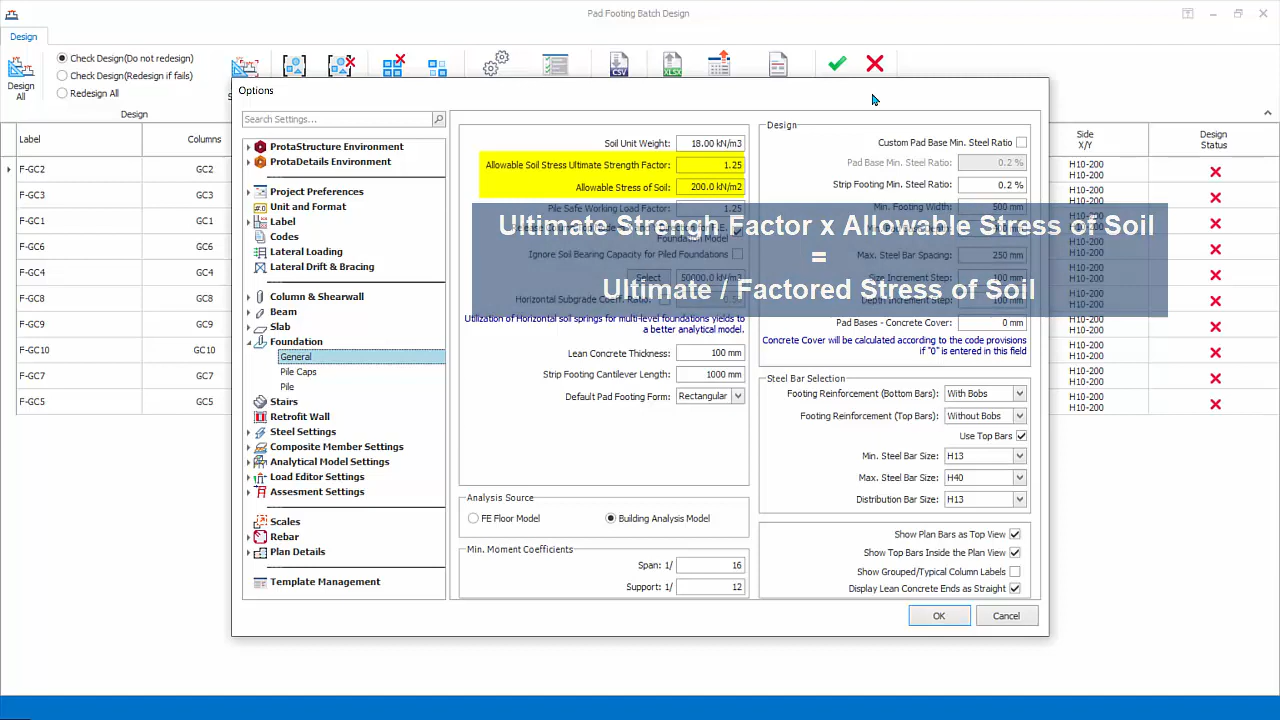 Pad Footing Batch Design
Design
Design All
Check Design(Do not redesign)
Check Design(Redesign if fails)
Redesign All
Design
CSV
XLSX
Options
Label
Columns
Side X/Y
Design Status
F-GC2 GC2 H10-200 H10-200
F-GC3 GC3 H10-200 H10-200
F-GC1 GC1 H10-200 H10-200
F-GC6 GC6 H10-200 H10-200
F-GC4 GC4 H10-200 H10-200
F-GC8 GC8 H10-200 H10-200
F-GC9 GC9 H10-200 H10-200
F-GC10 GC10 H10-200 H10-200
F-GC7 GC7 H10-200 H10-200
F-GC5 GC5 H10-200 H10-200
Search Settings...
ProtaStructure Environment
ProtaDetails Environment
Project Preferences
Unit and Format
Label
Codes
Lateral Loading
Lateral Drift & Bracing
Column & Shearwall
Beam
Slab
Foundation
General
Pile Caps
Pile
Stairs
Retrofit Wall
Steel Settings
Composite Member Settings
Analytical Model Settings
Load Editor Settings
Assesment Settings
Scales
Rebar
Plan Details
Template Management
Soil Unit Weight: 18.00 kN/m3
Allowable Soil Stress Ultimate Strength Factor: 1.25
Allowable Stress of Soil: 200.0 kN/m2
Pile Safe Working Load Factor: 1.25
Foundation Model
Ignore Soil Bearing Capacity for Piled Foundations
Select 50000.0 kN/m3
Horizontal Subgrade Coeff. Ratio:
Utilization of Horizontal soil springs for multi-level foundations yields to
a better analytical model.
Lean Concrete Thickness: 100 mm
Strip Footing Cantilever Length: 1000 mm
Default Pad Footing Form: Rectangular
Ultimate Strengh Factor x Allowable Stress of Soil
=
Ultimate / Factored Stress of Soil
Analysis Source
FE Floor Model
Building Analysis Model
Min. Moment Coefficients
Span: 1/ 16
Support: 1/ 12
Design
Custom Pad Base Min. Steel Ratio
Pad Base Min. Steel Ratio: 0.2 %
Strip Footing Min. Steel Ratio: 0.2 %
Min. Footing Width: 500 mm
Max. Steel Bar Spacing: 250 mm
Size Increment Step: 100 mm
Depth Increment Step: 100 mm
Pad Bases - Concrete Cover: 0 mm
Concrete Cover will be calculated according to the code provisions
if "0" is entered in this field
Steel Bar Selection
Footing Reinforcement (Bottom Bars): With Bobs
Footing Reinforcement (Top Bars): Without Bobs
Use Top Bars
Min. Steel Bar Size: H13
Max. Steel Bar Size: H40
Distribution Bar Size: H13
Show Plan Bars as Top View
Show Top Bars Inside the Plan View
Show Grouped/Typical Column Labels
Display Lean Concrete Ends as Straight
OK
Cancel